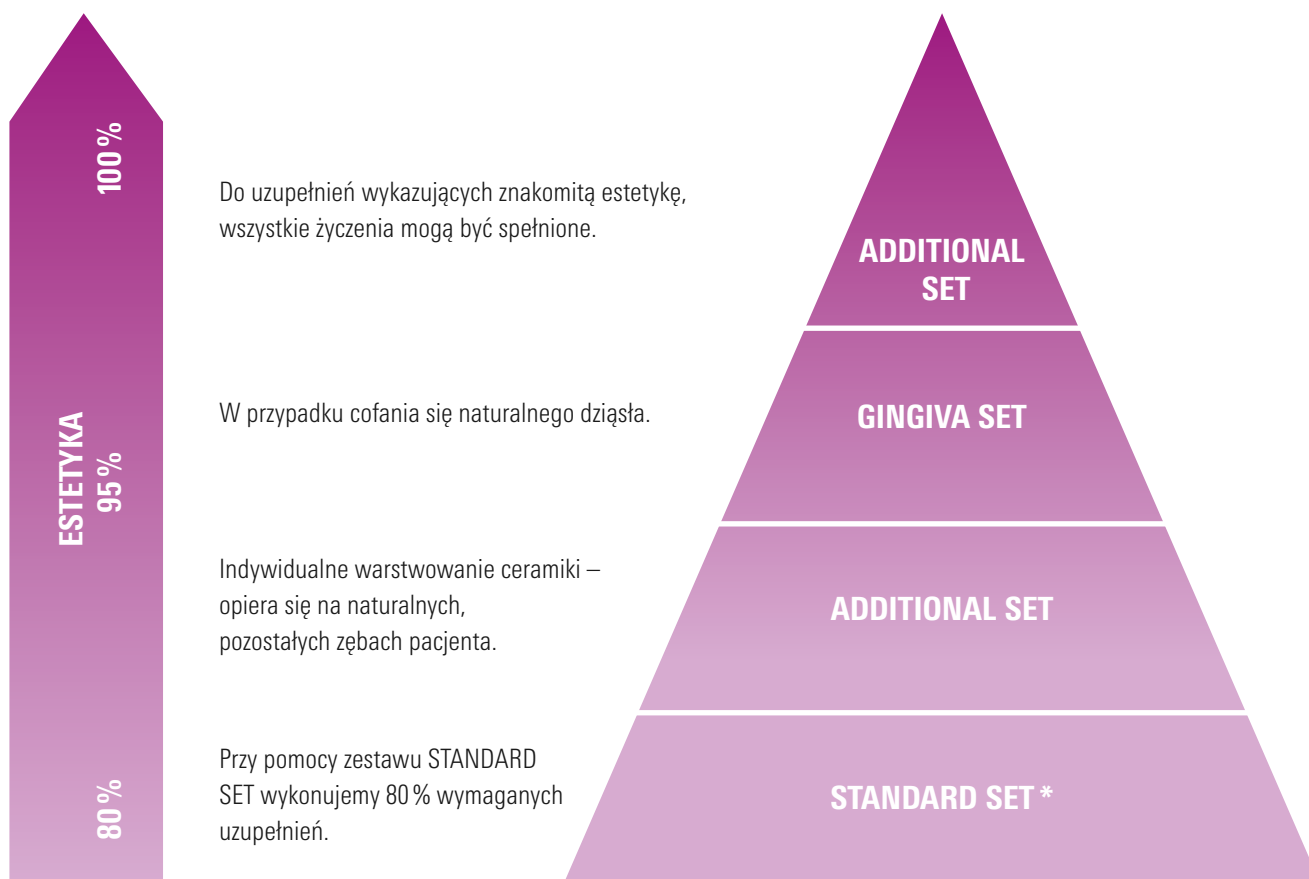 100 %
Do uzupełnień wykazujących znakomitą estetykę,
wszystkie życzenia mogą być spełnione.
ADDITIONAL
SET
W przypadku cofania się naturalnego dziąsła.
GINGIVA SET
ESTETYKA
95 %
Indywidualne warstwowanie ceramiki –
opiera się na naturalnych,
pozostałych zębach pacjenta.
ADDITIONAL SET
80 %
Przy pomocy zestawu STANDARD
SET wykonujemy 80 % wymaganych
uzupełnień.
STANDARD SET *